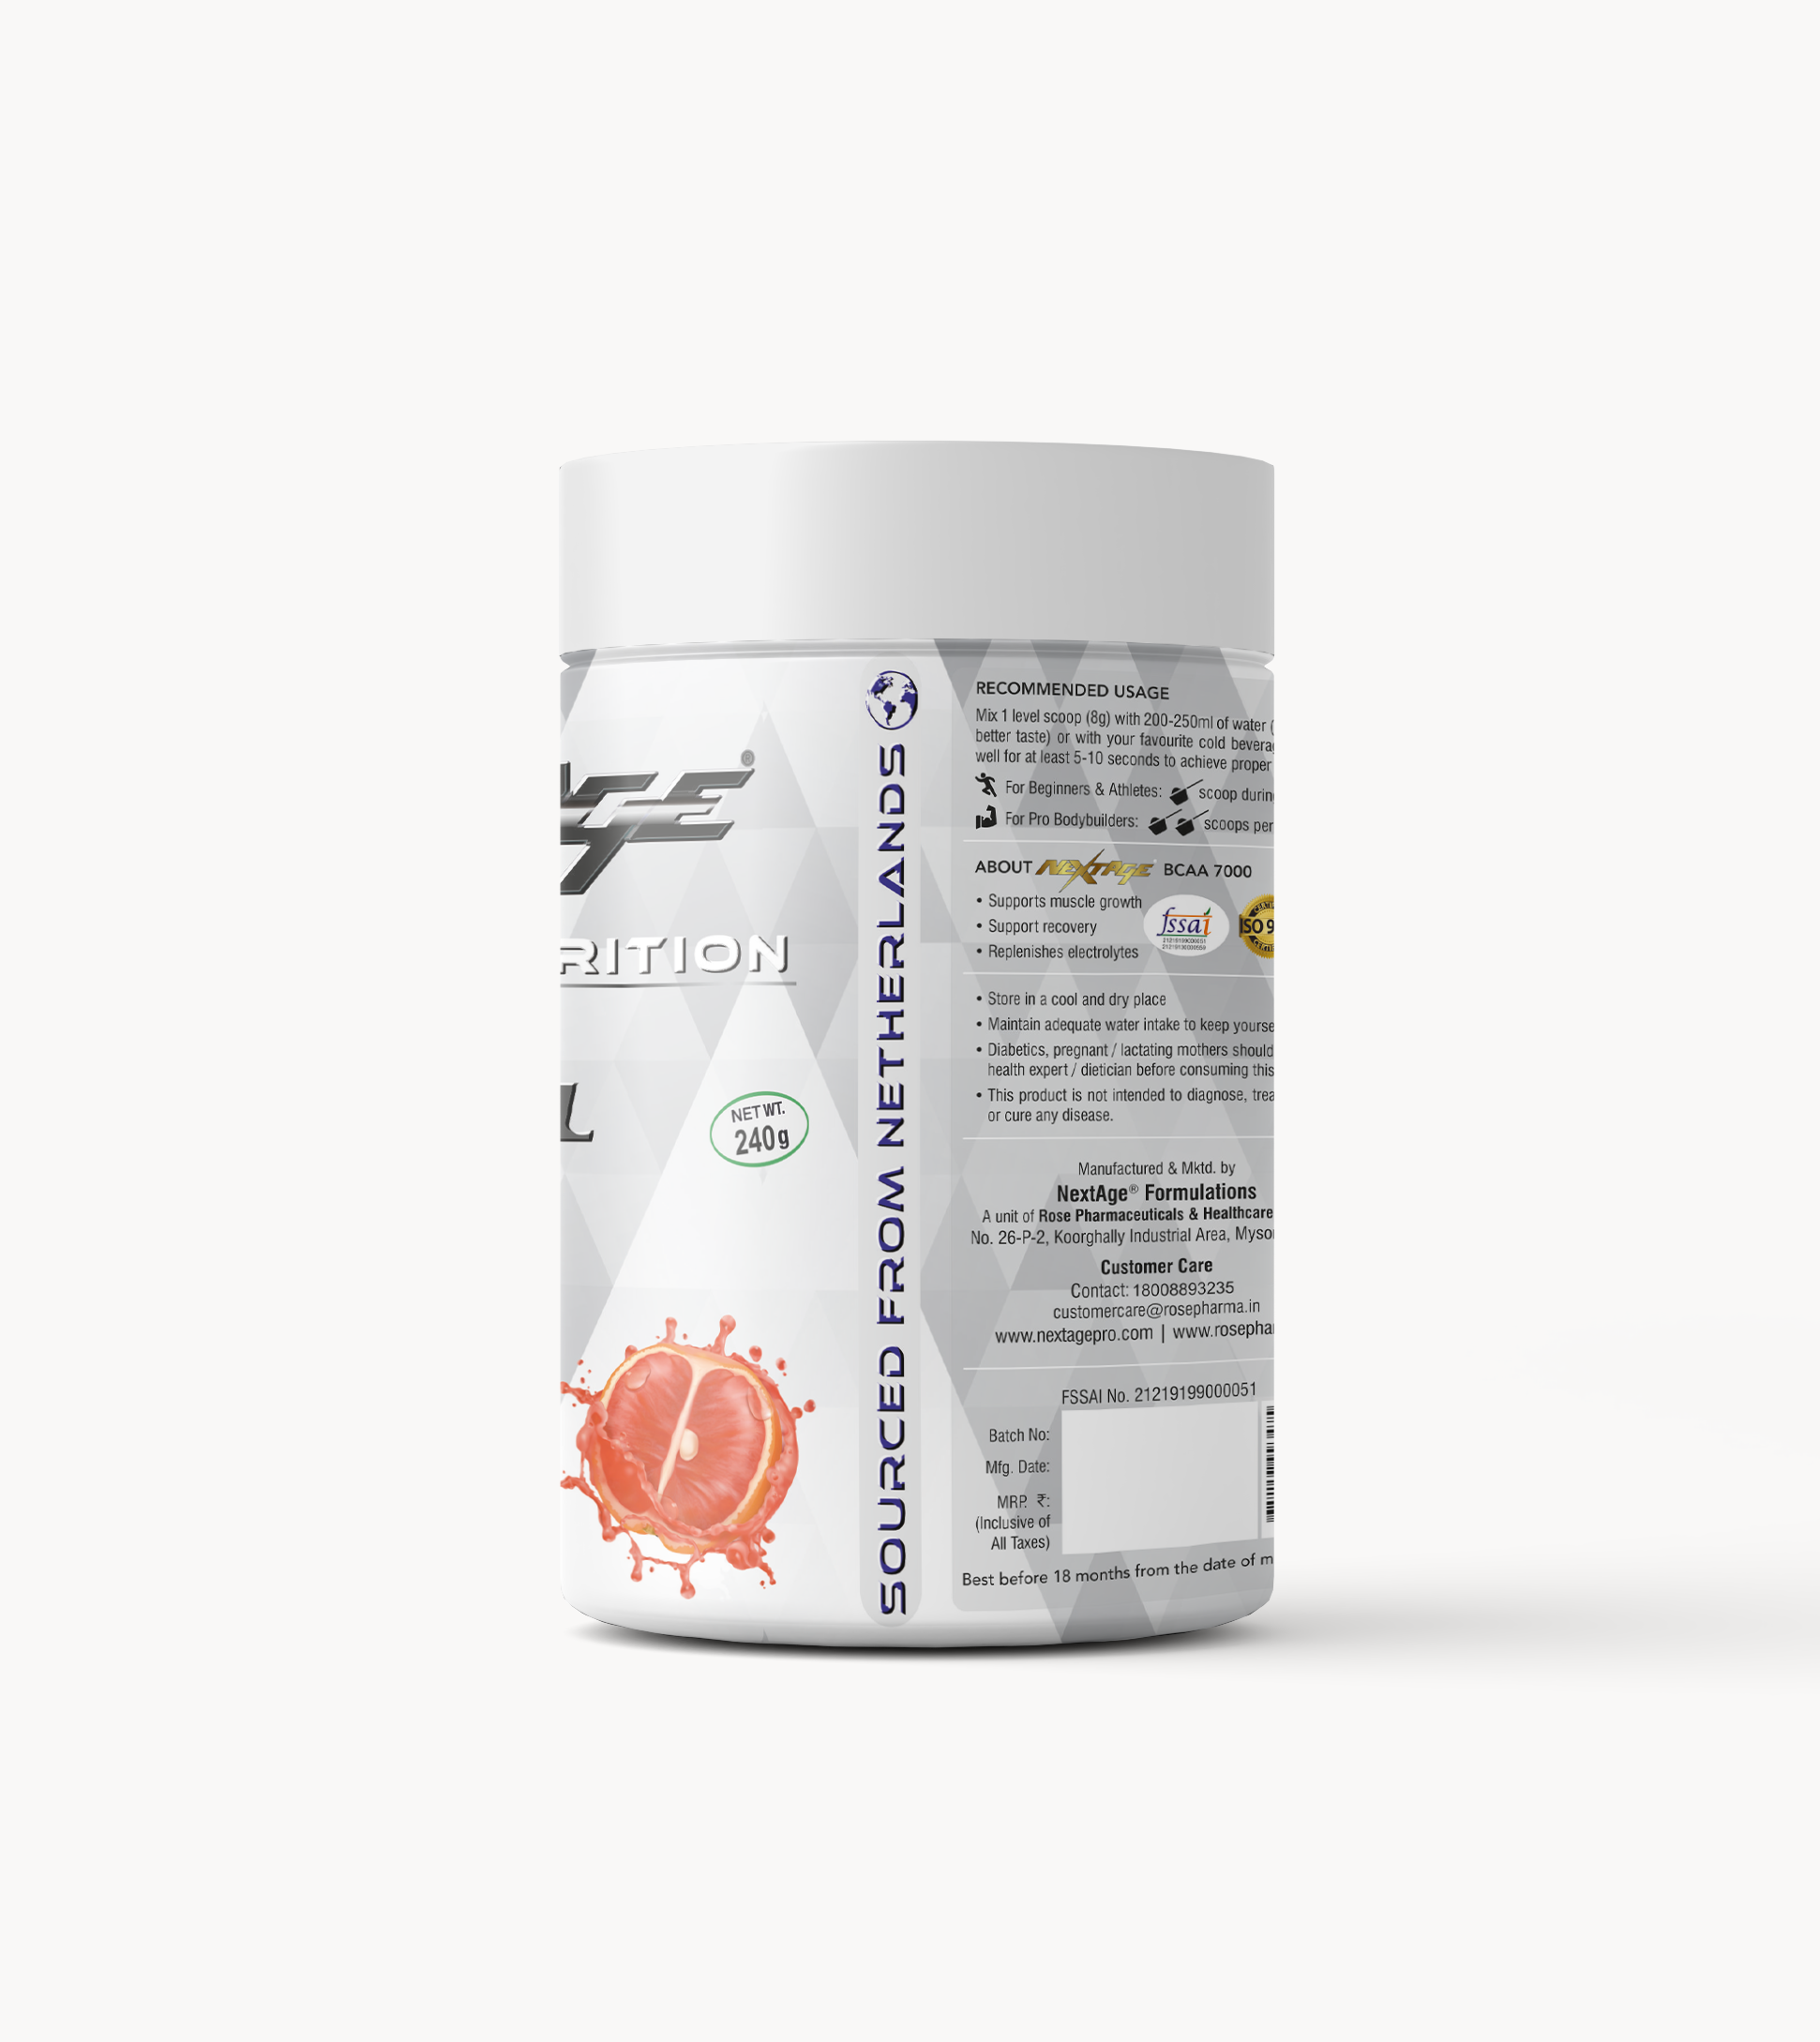 ®
RITION
NET WT.
240g
SOURCED FROM NETHERLANDS
RECOMMENDED USAGE
Mix 1 level scoop (8g) with 200-250ml of water (
better taste) or with your favourite cold bevera
well for at least 5-10 seconds to achieve proper
For Beginners & Athletes: scoop durin
For Pro Bodybuilders: scoops per
ABOUT NEXTAGE BCAA 7000
• Supports muscle growth
• Support recovery
• Replenishes electrolytes
fssai
21219199000051
ISO 9
• Store in a cool and dry place
• Maintain adequate water intake to keep yourse
• Diabetics, pregnant / lactating mothers should
health expert / dietician before consuming this
• This product is not intended to diagnose, trea
or cure any disease.
Manufactured & Mktd. by
NextAge® Formulations
A unit of Rose Pharmaceuticals & Healthcare
No. 26-P-2, Koorghally Industrial Area, Myso
Customer Care
Contact: 18008893235
customercare@rosepharma.in
www.nextagepro.com | www.rosepha
FSSAI No. 21219199000051
Batch No:
Mfg. Date:
MRP. ₹:
(Inclusive of
All Taxes)
Best before 18 months from the date of m